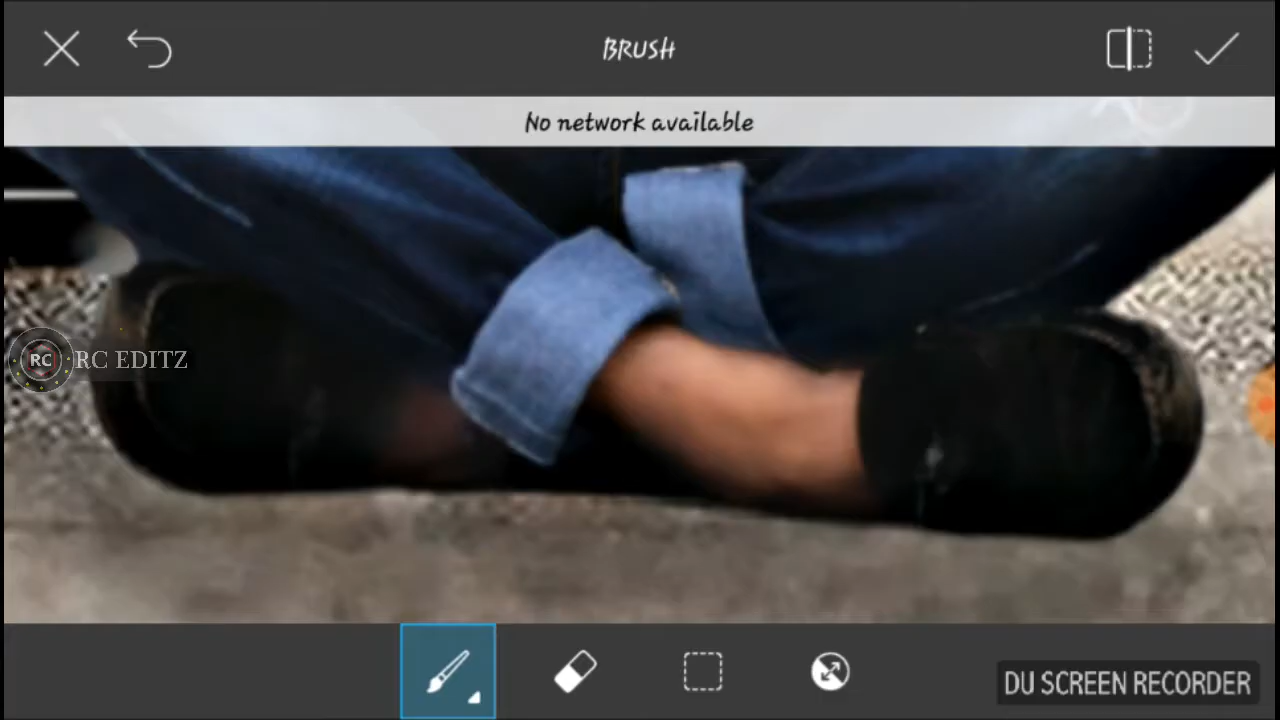 BRUSH
No network available
RC RC EDITZ
DU SCREEN RECORDER